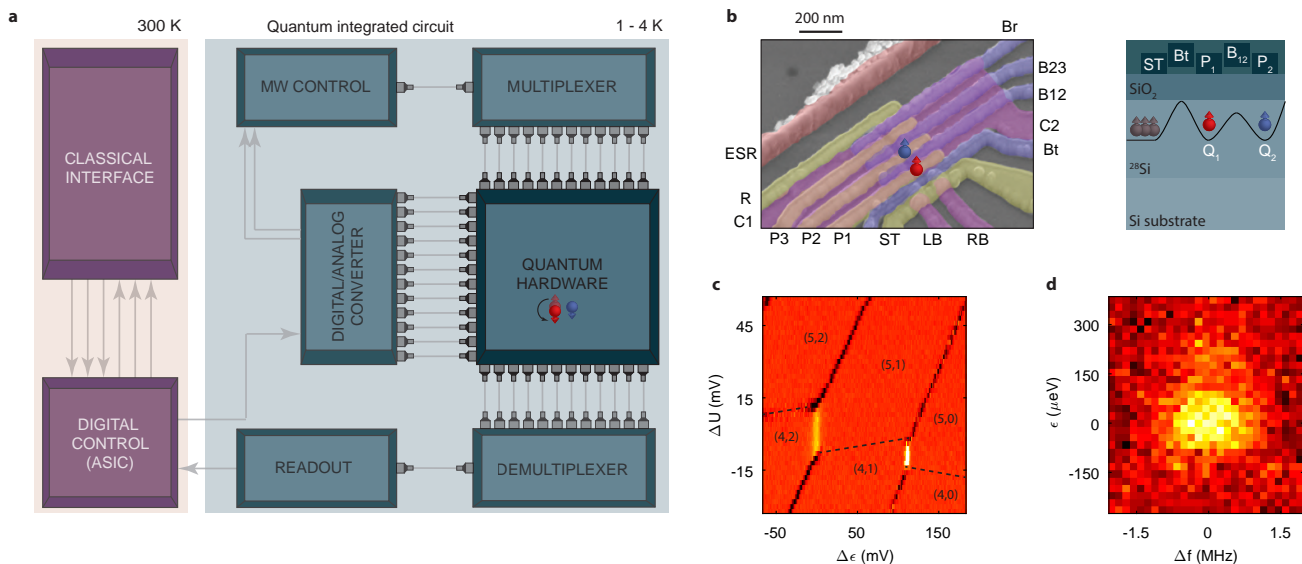 a
300 K
Quantum integrated circuit
1 - 4 K
MW CONTROL
MULTIPLEXER
CLASSICAL
INTERFACE
DIGITAL/ANALOG
CONVERTER
QUANTUM
HARDWARE
DIGITAL
CONTROL
(ASIC)
READOUT
DEMULTIPLEXER
b
200 nm
Br
B23
B12
C2
Bt
ESR
R
C1
P3
P2
P1
ST
LB
RB
ST
Bt
P₁
B₁₂
P₂
SiO₂
Q₁
Q₂
²⁸Si
Si substrate
c
45
15
-15
ΔU (mV)
(5,2)
(5,1)
(5,0)
(4,2)
(4,1)
(4,0)
-50
50
150
Δϵ (mV)
d
300
150
0
-150
ϵ (µeV)
-1.5
0
1.5
Δf (MHz)